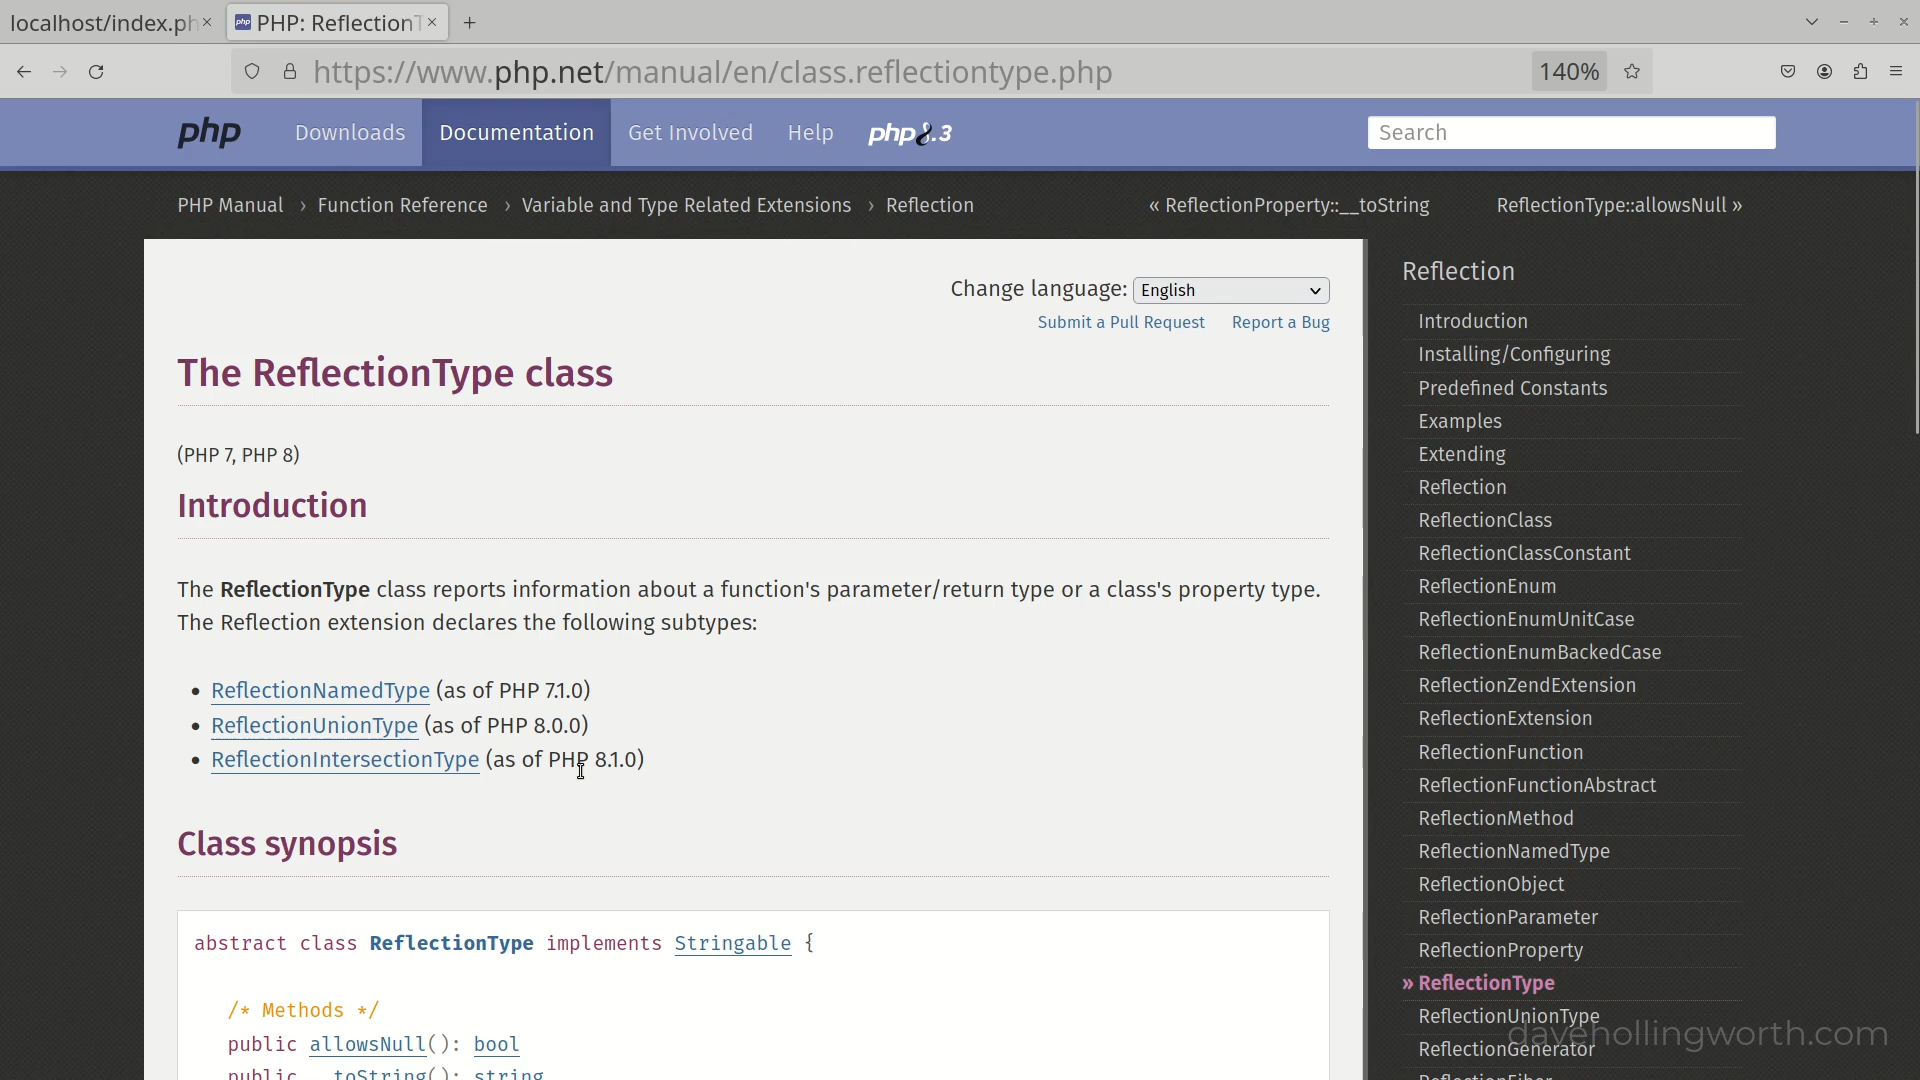 localhost/index.ph
PHP: ReflectionT
https://www.php.net/manual/en/class.reflectiontype.php
140%
php
Downloads
Documentation
Get Involved
Help
php8.3
Search
PHP Manual › Function Reference › Variable and Type Related Extensions › Reflection
« ReflectionProperty::__toString
ReflectionType::allowsNull »
Change language: English
Submit a Pull Request
Report a Bug
The ReflectionType class
(PHP 7, PHP 8)
Introduction
The ReflectionType class reports information about a function's parameter/return type or a class's property type.
The Reflection extension declares the following subtypes:
• ReflectionNamedType (as of PHP 7.1.0)
• ReflectionUnionType (as of PHP 8.0.0)
• ReflectionIntersectionType (as of PHP 8.1.0)
Class synopsis
abstract class ReflectionType implements Stringable {
/* Methods */
public allowsNull(): bool
public __toString(): string
Reflection
Introduction
Installing/Configuring
Predefined Constants
Examples
Extending
Reflection
ReflectionClass
ReflectionClassConstant
ReflectionEnum
ReflectionEnumUnitCase
ReflectionEnumBackedCase
ReflectionZendExtension
ReflectionExtension
ReflectionFunction
ReflectionFunctionAbstract
ReflectionMethod
ReflectionNamedType
ReflectionObject
ReflectionParameter
ReflectionProperty
» ReflectionType
ReflectionUnionType
ReflectionGenerator
ReflectionFiber
davehollingworth.com